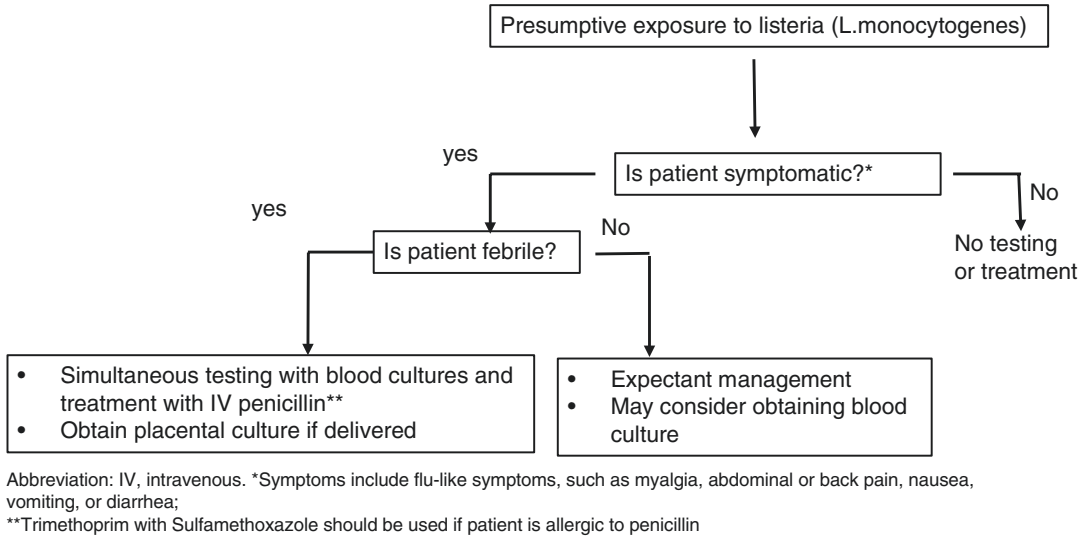 Presumptive exposure to listeria (L.monocytogenes)
yes
Is patient symptomatic?*
No
yes
Is patient febrile?
No
No testing
or treatment
• Simultaneous testing with blood cultures and
treatment with IV penicillin**
• Obtain placental culture if delivered
• Expectant management
• May consider obtaining blood
culture
Abbreviation: IV, intravenous. *Symptoms include flu-like symptoms, such as myalgia, abdominal or back pain, nausea,
vomiting, or diarrhea;
**Trimethoprim with Sulfamethoxazole should be used if patient is allergic to penicillin